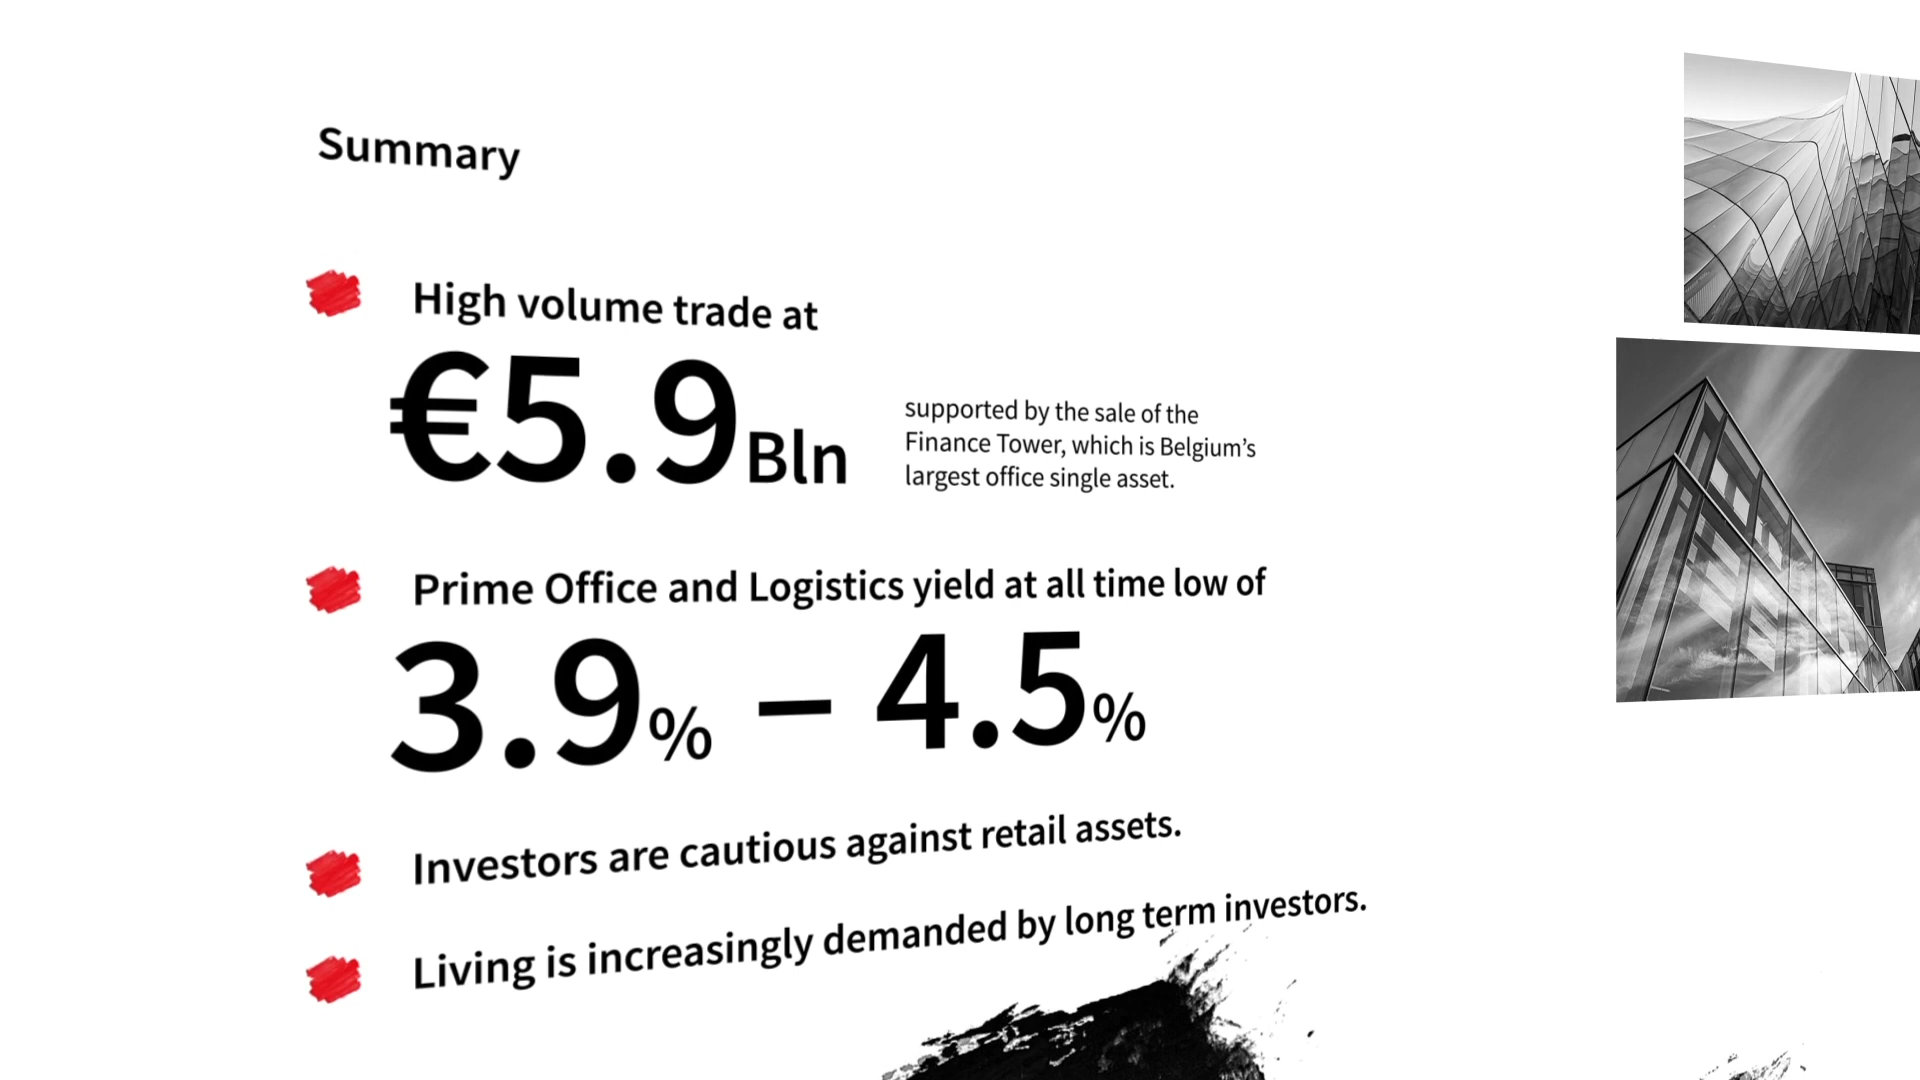 Summary
High volume trade at
€5.9 Bln
supported by the sale of the
Finance Tower, which is Belgium’s
largest office single asset.
Prime Office and Logistics yield at all time low of
3.9% – 4.5%
Investors are cautious against retail assets.
Living is increasingly demanded by long term investors.